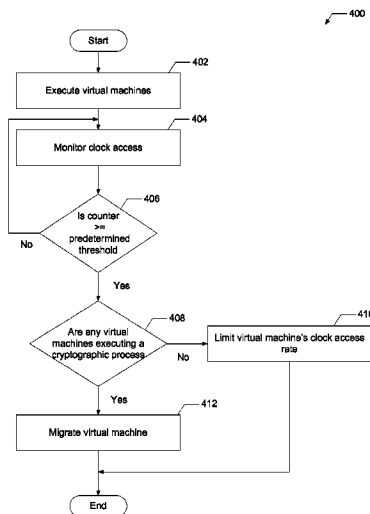 400
Start
402
Execute virtual machines
404
Monitor clock access
406
Is counter
>=
predetermined
threshold
No
Yes
408
Are any virtual
machines executing a
cryptographic process
No
410
Limit virtual machine's clock access
rate
Yes
412
Migrate virtual machine
End